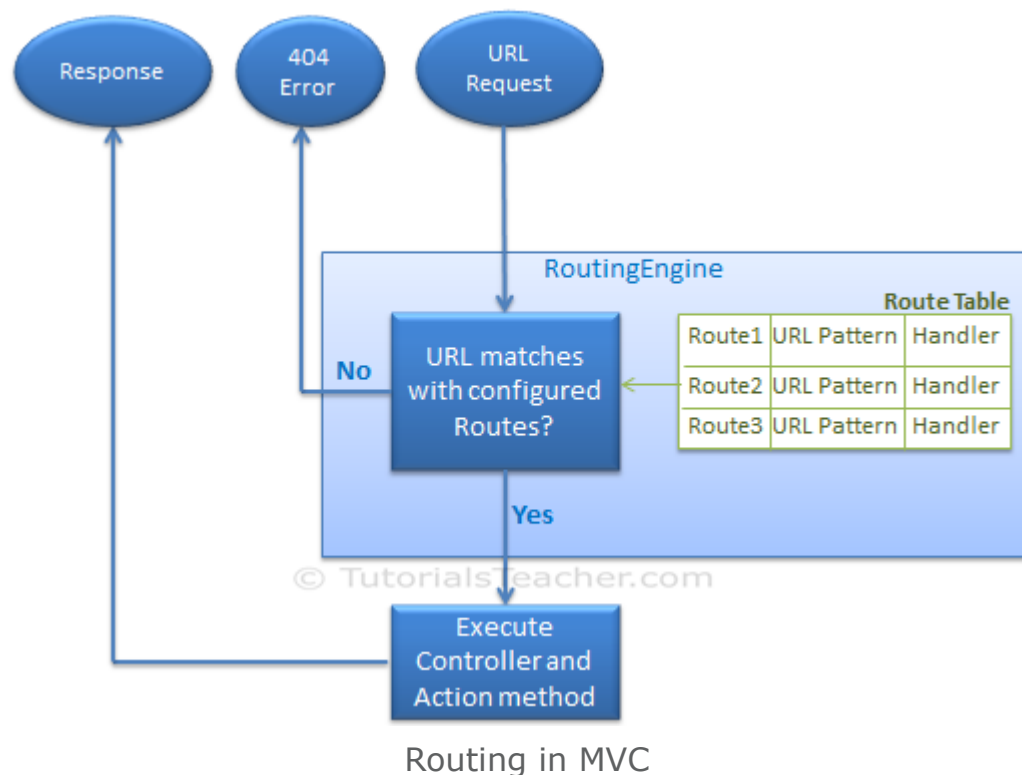 Response
404
Error
URL
Request
RoutingEngine
Route Table
Route1 URL Pattern Handler
Route2 URL Pattern Handler
Route3 URL Pattern Handler
URL matches
with configured
Routes?
No
Yes
© TutorialsTeacher.com
Execute
Controller and
Action method
Routing in MVC